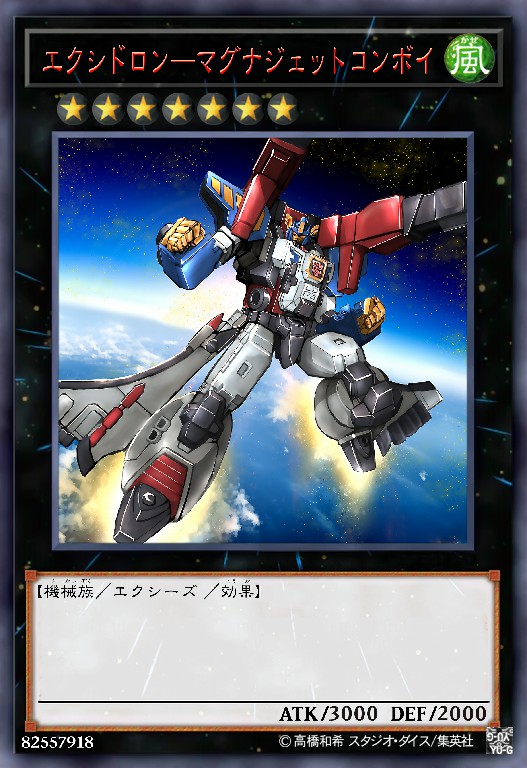 エクシドロン―マグナジェットコンボイ
かぜ
風
【機械族／エクシーズ／効果】
ATK/3000 DEF/2000
82557918
©高橋和希 スタジオ・ダイス/集英社